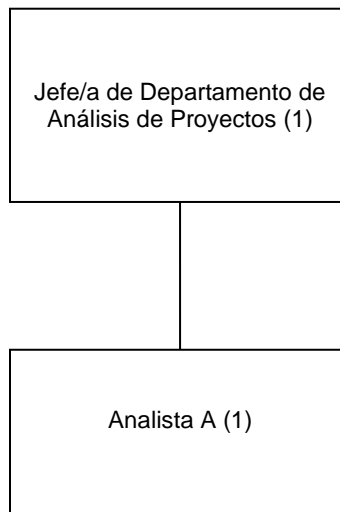 Jefe/a de Departamento de
Análisis de Proyectos (1)
Analista A (1)